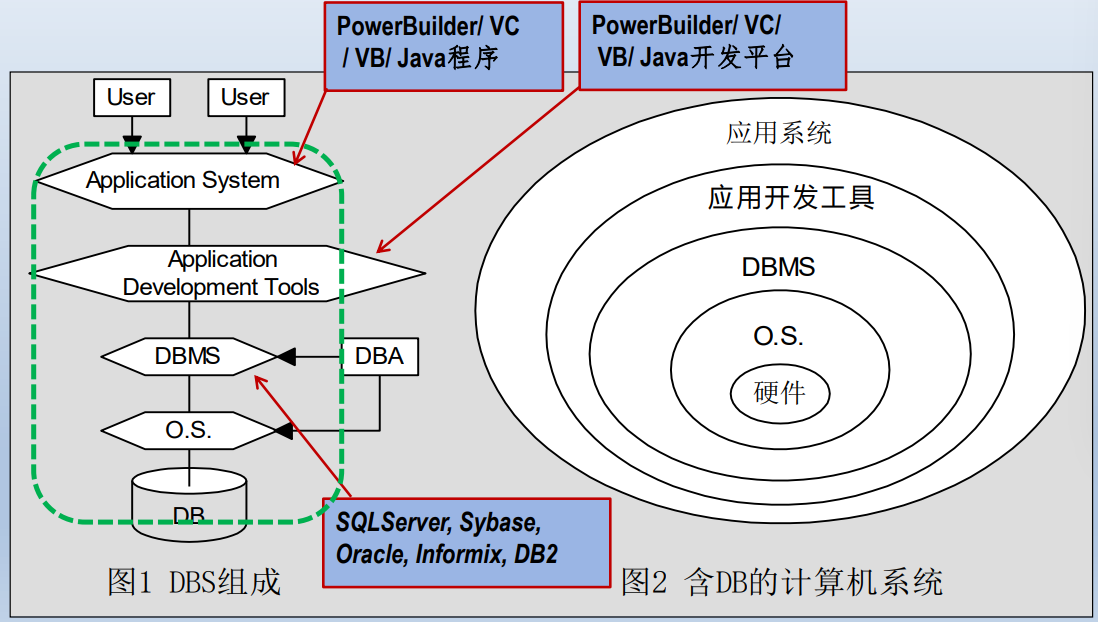 PowerBuilder/ VC
/ VB/ Java程序
PowerBuilder/ VC/
VB/ Java开发平台
User
User
Application System
Application
Development Tools
DBMS
DBA
O.S.
DB
SQLServer, Sybase,
Oracle, Informix, DB2
图1 DBS组成
应用系统
应用开发工具
DBMS
O.S.
硬件
图2 含DB的计算机系统